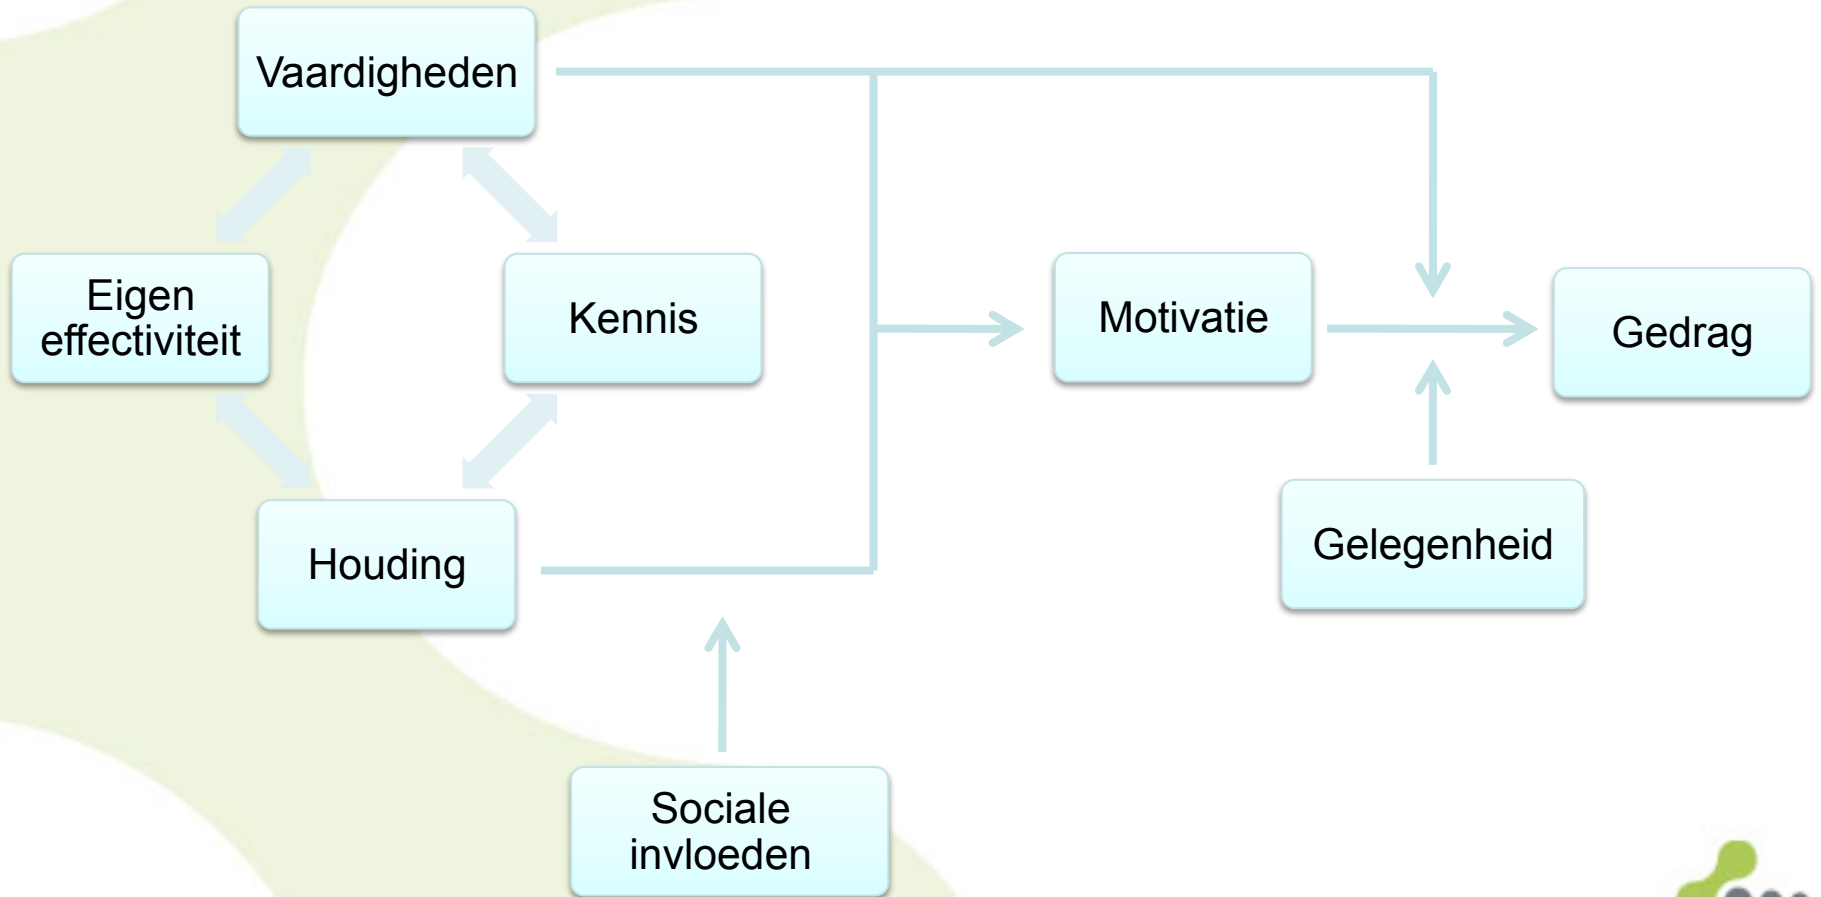 Vaardigheden
Eigen
effectiviteit
Kennis
Motivatie
Gedrag
Houding
Gelegenheid
Sociale
invloeden